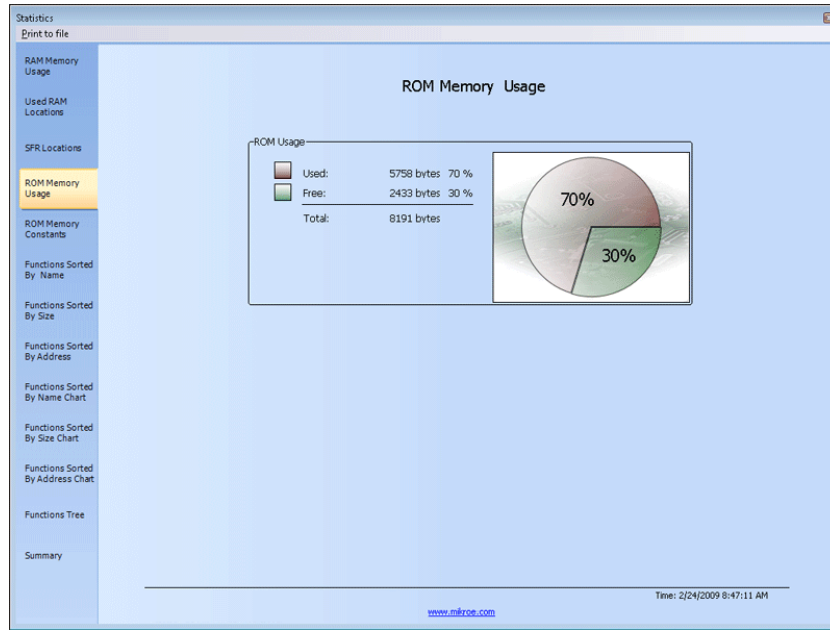 Statistics
Print to file
RAM Memory
Usage
Used RAM
Locations
SFR Locations
ROM Memory
Usage
ROM Memory
Constants
Functions Sorted
By Name
Functions Sorted
By Size
Functions Sorted
By Address
Functions Sorted
By Name Chart
Functions Sorted
By Size Chart
Functions Sorted
By Address Chart
Functions Tree
Summary
ROM Memory Usage
ROM Usage
Used: 5758 bytes 70 %
Free: 2433 bytes 30 %
Total: 8191 bytes
70%
30%
Time: 2/24/2009 8:47:11 AM
www.mikroe.com